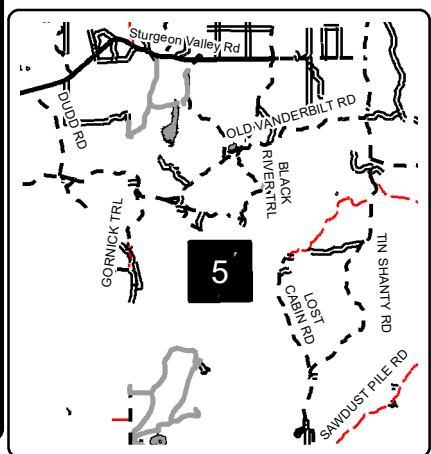 Sturgeon Valley Rd
DUDD RD
OLD VANDERBILT RD
BLACK
RIVER TRL
GORNICK TRL
5
TIN SHANTY RD
LOST
CABIN RD
SAWDUST PILE RD